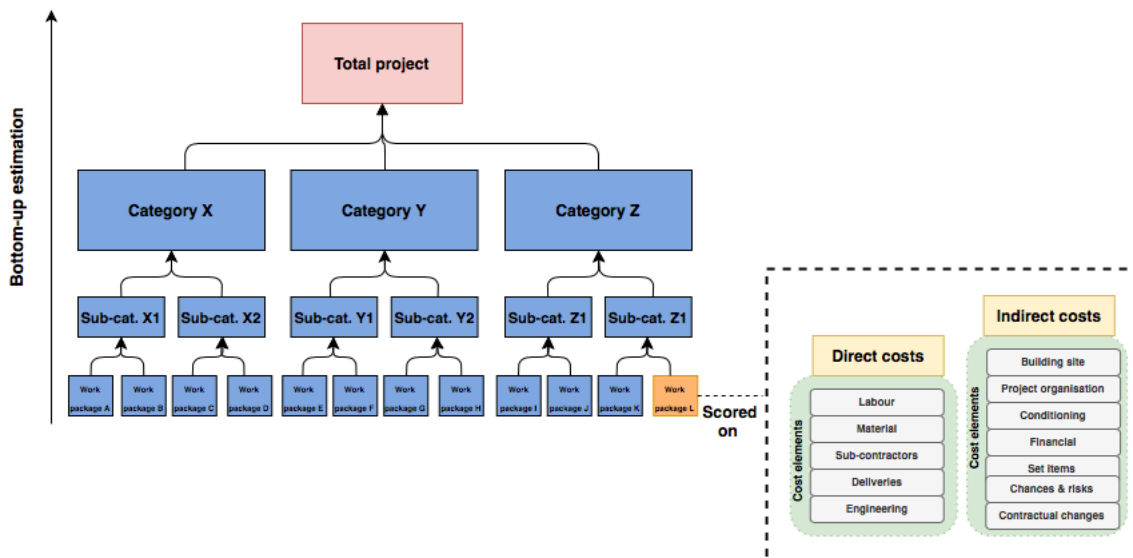 Bottom-up estimation
Total project
Category X
Category Y
Category Z
Sub-cat. X1
Sub-cat. X2
Sub-cat. Y1
Sub-cat. Y2
Sub-cat. Z1
Sub-cat. Z1
Work
package A
Work
package B
Work
package C
Work
package D
Work
package E
Work
package F
Work
package G
Work
package H
Work
package I
Work
package J
Work
package K
Work
package L
Scored
on
Direct costs
Cost elements
Labour
Material
Sub-contractors
Deliveries
Engineering
Indirect costs
Cost elements
Building site
Project organisation
Conditioning
Financial
Set items
Chances & risks
Contractual changes